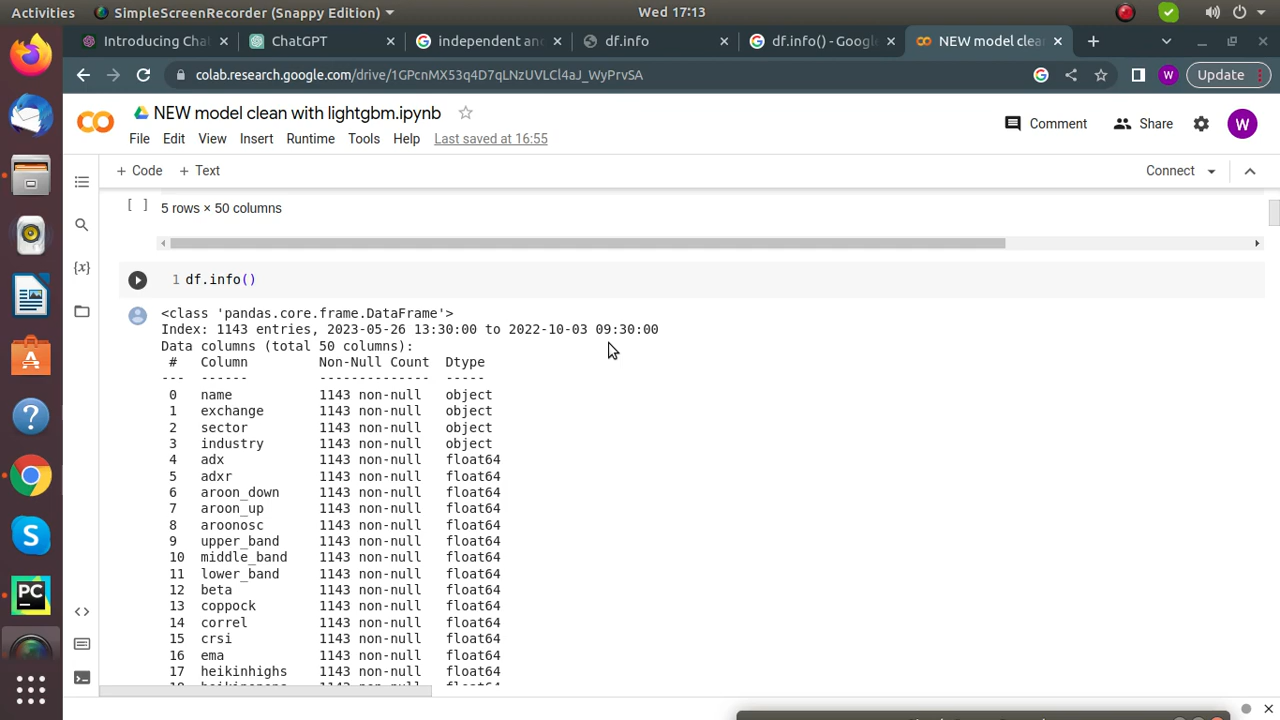 Activities SimpleScreenRecorder (Snappy Edition) Wed 17:13
Introducing Cha ChatGPT independent an df.info df.info() - Goog NEW model clea
colab.research.google.com/drive/1GPcnMX53q4D7qLNzUVLCl4aJ_WyPrvSA W Update
NEW model clean with lightgbm.ipynb
File Edit View Insert Runtime Tools Help Last saved at 16:55 Comment Share W
+ Code + Text Connect
[ ] 5 rows × 50 columns
1 df.info()
<class 'pandas.core.frame.DataFrame'>
Index: 1143 entries, 2023-05-26 13:30:00 to 2022-10-03 09:30:00
Data columns (total 50 columns):
# Column Non-Null Count Dtype
--- ------ -------------- -----
0 name 1143 non-null object
1 exchange 1143 non-null object
2 sector 1143 non-null object
3 industry 1143 non-null object
4 adx 1143 non-null float64
5 adxr 1143 non-null float64
6 aroon_down 1143 non-null float64
7 aroon_up 1143 non-null float64
8 aroonosc 1143 non-null float64
9 upper_band 1143 non-null float64
10 middle_band 1143 non-null float64
11 lower_band 1143 non-null float64
12 beta 1143 non-null float64
13 coppock 1143 non-null float64
14 correl 1143 non-null float64
15 crsi 1143 non-null float64
16 ema 1143 non-null float64
17 heikinhighs 1143 non-null float64